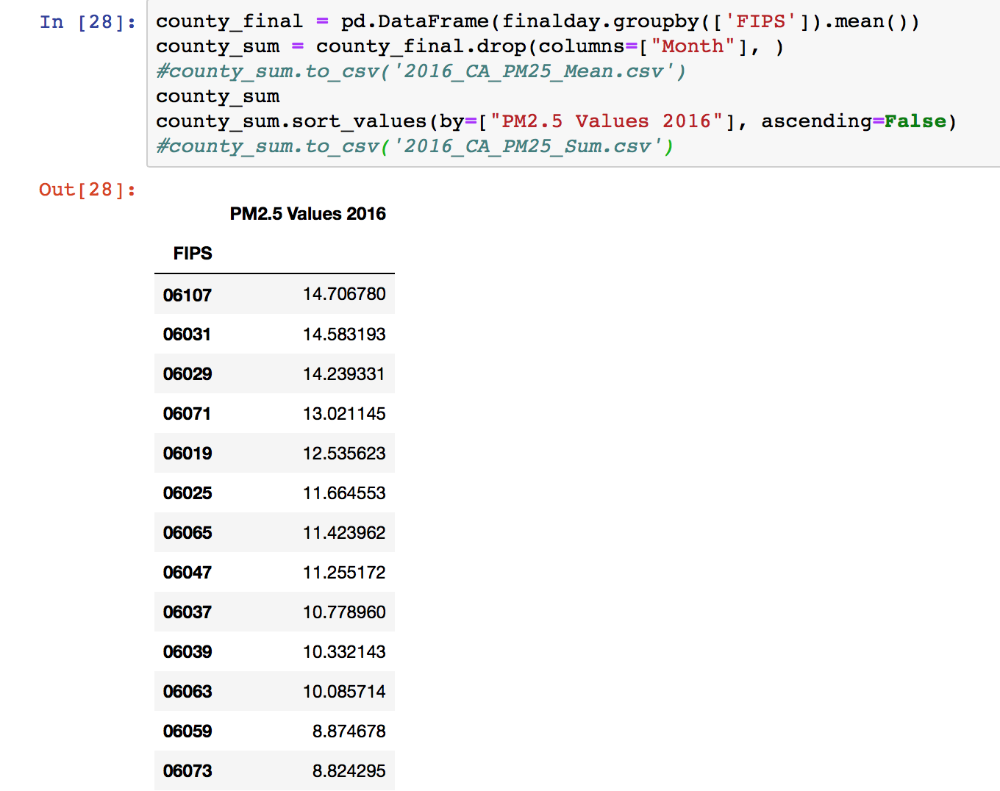 In [28]: county_final = pd.DataFrame(finalday.groupby(['FIPS']).mean())
county_sum = county_final.drop(columns=["Month"], )
#county_sum.to_csv('2016_CA_PM25_Mean.csv')
county_sum
county_sum.sort_values(by=["PM2.5 Values 2016"], ascending=False)
#county_sum.to_csv('2016_CA_PM25_Sum.csv')
Out[28]:
PM2.5 Values 2016
FIPS
06107 14.706780
06031 14.583193
06029 14.239331
06071 13.021145
06019 12.535623
06025 11.664553
06065 11.423962
06047 11.255172
06037 10.778960
06039 10.332143
06063 10.085714
06059 8.874678
06073 8.824295